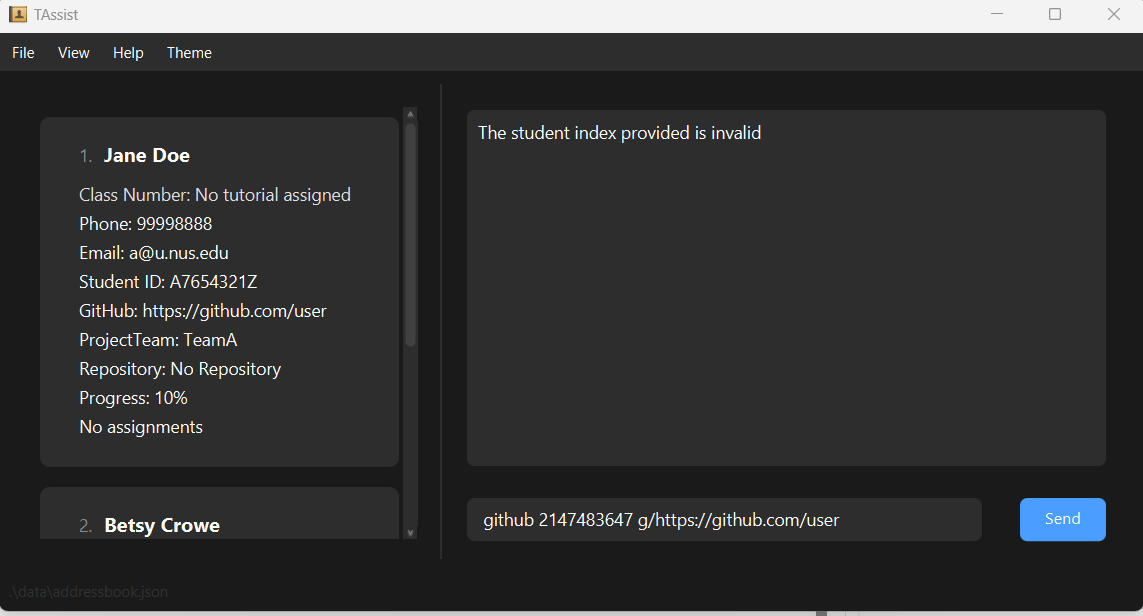 TAssist
File View Help Theme
1. Jane Doe
Class Number: No tutorial assigned
Phone: 99998888
Email: a@u.nus.edu
Student ID: A7654321Z
GitHub: https://github.com/user
ProjectTeam: TeamA
Repository: No Repository
Progress: 10%
No assignments
2. Betsy Crowe
The student index provided is invalid
github 2147483647 g/https://github.com/user
Send
.\data\addressbook.json